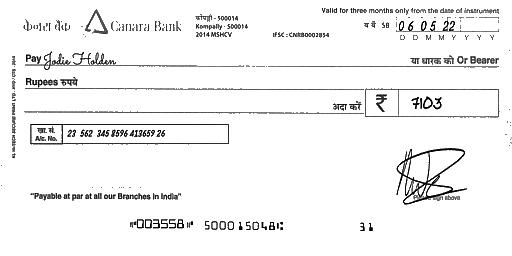 केनरा बैंक Canara Bank
कोंपल्ली - 500014
Kompally - 500014
2014 MSHCV
IFSC : CNRB0002854
Valid for three months only from the date of instrument
SB 06 05 22
D D M M Y Y Y Y
Pay Jodie Holden या धारक को Or Bearer
Rupees रुपये
अदा करें ₹ 7103
खा. सं.
A/c. No. 23 562 345 8596 413659 26
"Payable at par at all our Branches in India"
sign above
⑈003558⑈ 500015048⑆ 31